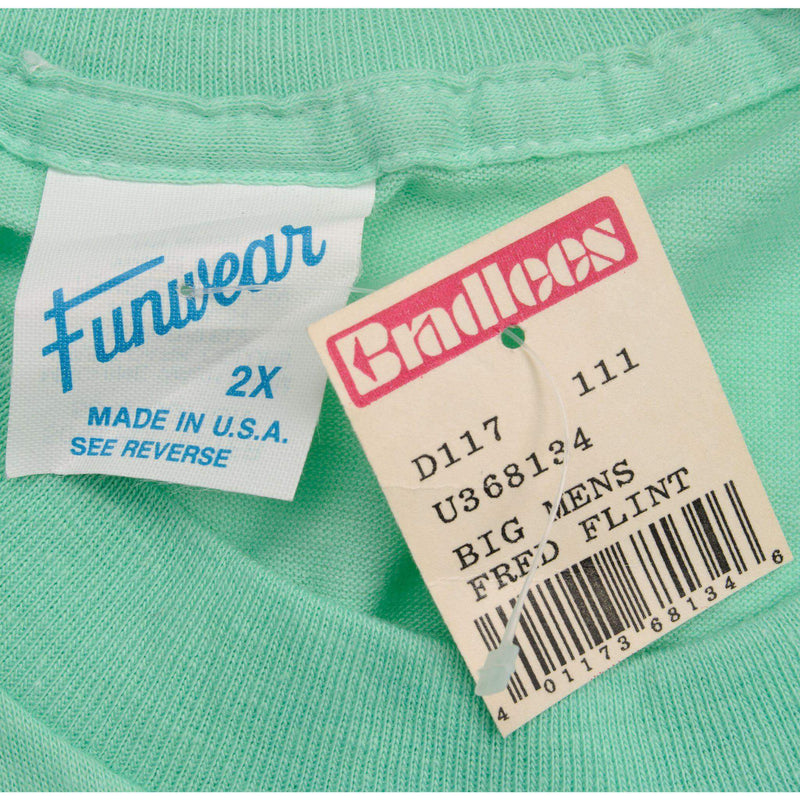 Funwear
2X
MADE IN U.S.A.
SEE REVERSE
Bradlees
D117 111
U368134
BIG MENS
FRED FLINT
4 01173 68134 6